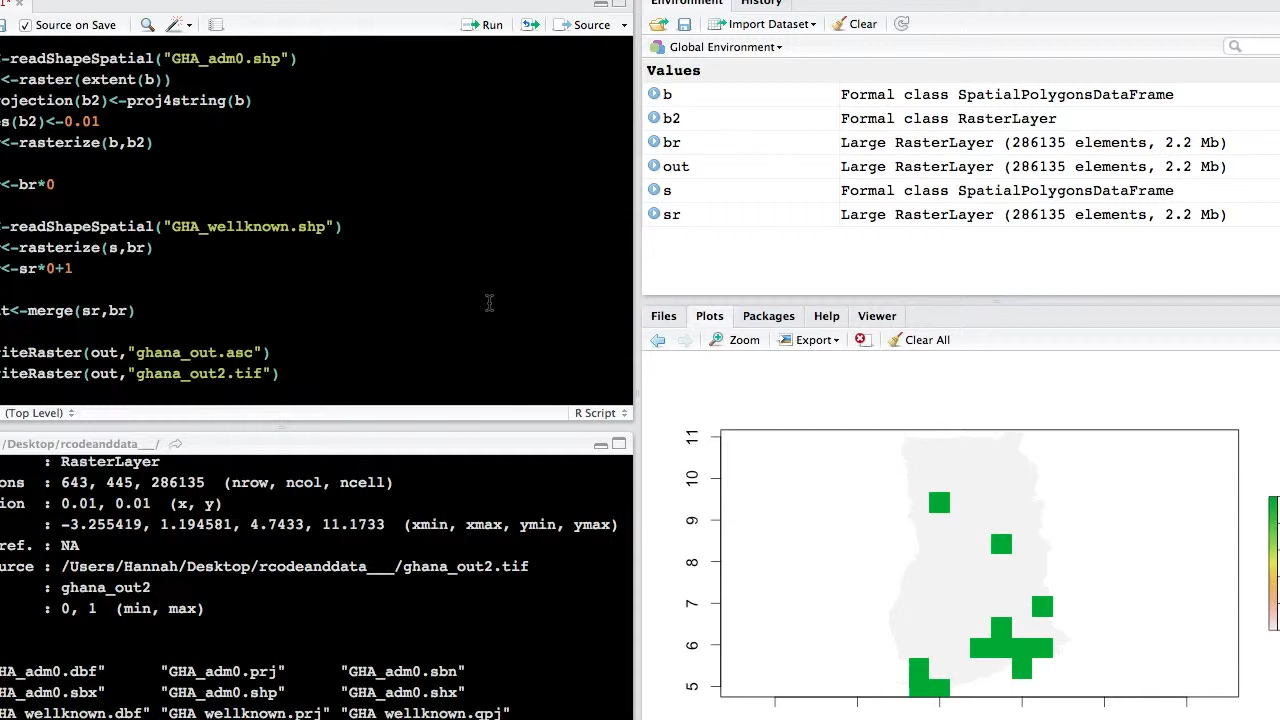 Source on Save
Run
Source
-readShapeSpatial("GHA_adm0.shp")
<-raster(extent(b))
ojection(b2)<-proj4string(b)
es(b2)<-0.01
<-rasterize(b,b2)
<-br*0
-readShapeSpatial("GHA_wellknown.shp")
<-rasterize(s,br)
<-sr*0+1
t<-merge(sr,br)
iteRaster(out,"ghana_out.asc")
iteRaster(out,"ghana_out2.tif")
(Top Level)
R Script
/Desktop/rcodeanddata___/
: RasterLayer
ons : 643, 445, 286135 (nrow, ncol, ncell)
ion : 0.01, 0.01 (x, y)
: -3.255419, 1.194581, 4.7433, 11.1733 (xmin, xmax, ymin, ymax)
ref. : NA
urce : /Users/Hannah/Desktop/rcodeanddata___/ghana_out2.tif
: ghana_out2
: 0, 1 (min, max)
HA_adm0.dbf" "GHA_adm0.prj" "GHA_adm0.sbn"
HA_adm0.sbx" "GHA_adm0.shp" "GHA_adm0.shx"
HA_wellknown.dbf" "GHA_wellknown.prj" "GHA_wellknown.qpj"
Environment History
Import Dataset Clear
Global Environment
Values
b Formal class SpatialPolygonsDataFrame
b2 Formal class RasterLayer
br Large RasterLayer (286135 elements, 2.2 Mb)
out Large RasterLayer (286135 elements, 2.2 Mb)
s Formal class SpatialPolygonsDataFrame
sr Large RasterLayer (286135 elements, 2.2 Mb)
Files Plots Packages Help Viewer
Zoom Export Clear All
11
10
9
8
7
6
5